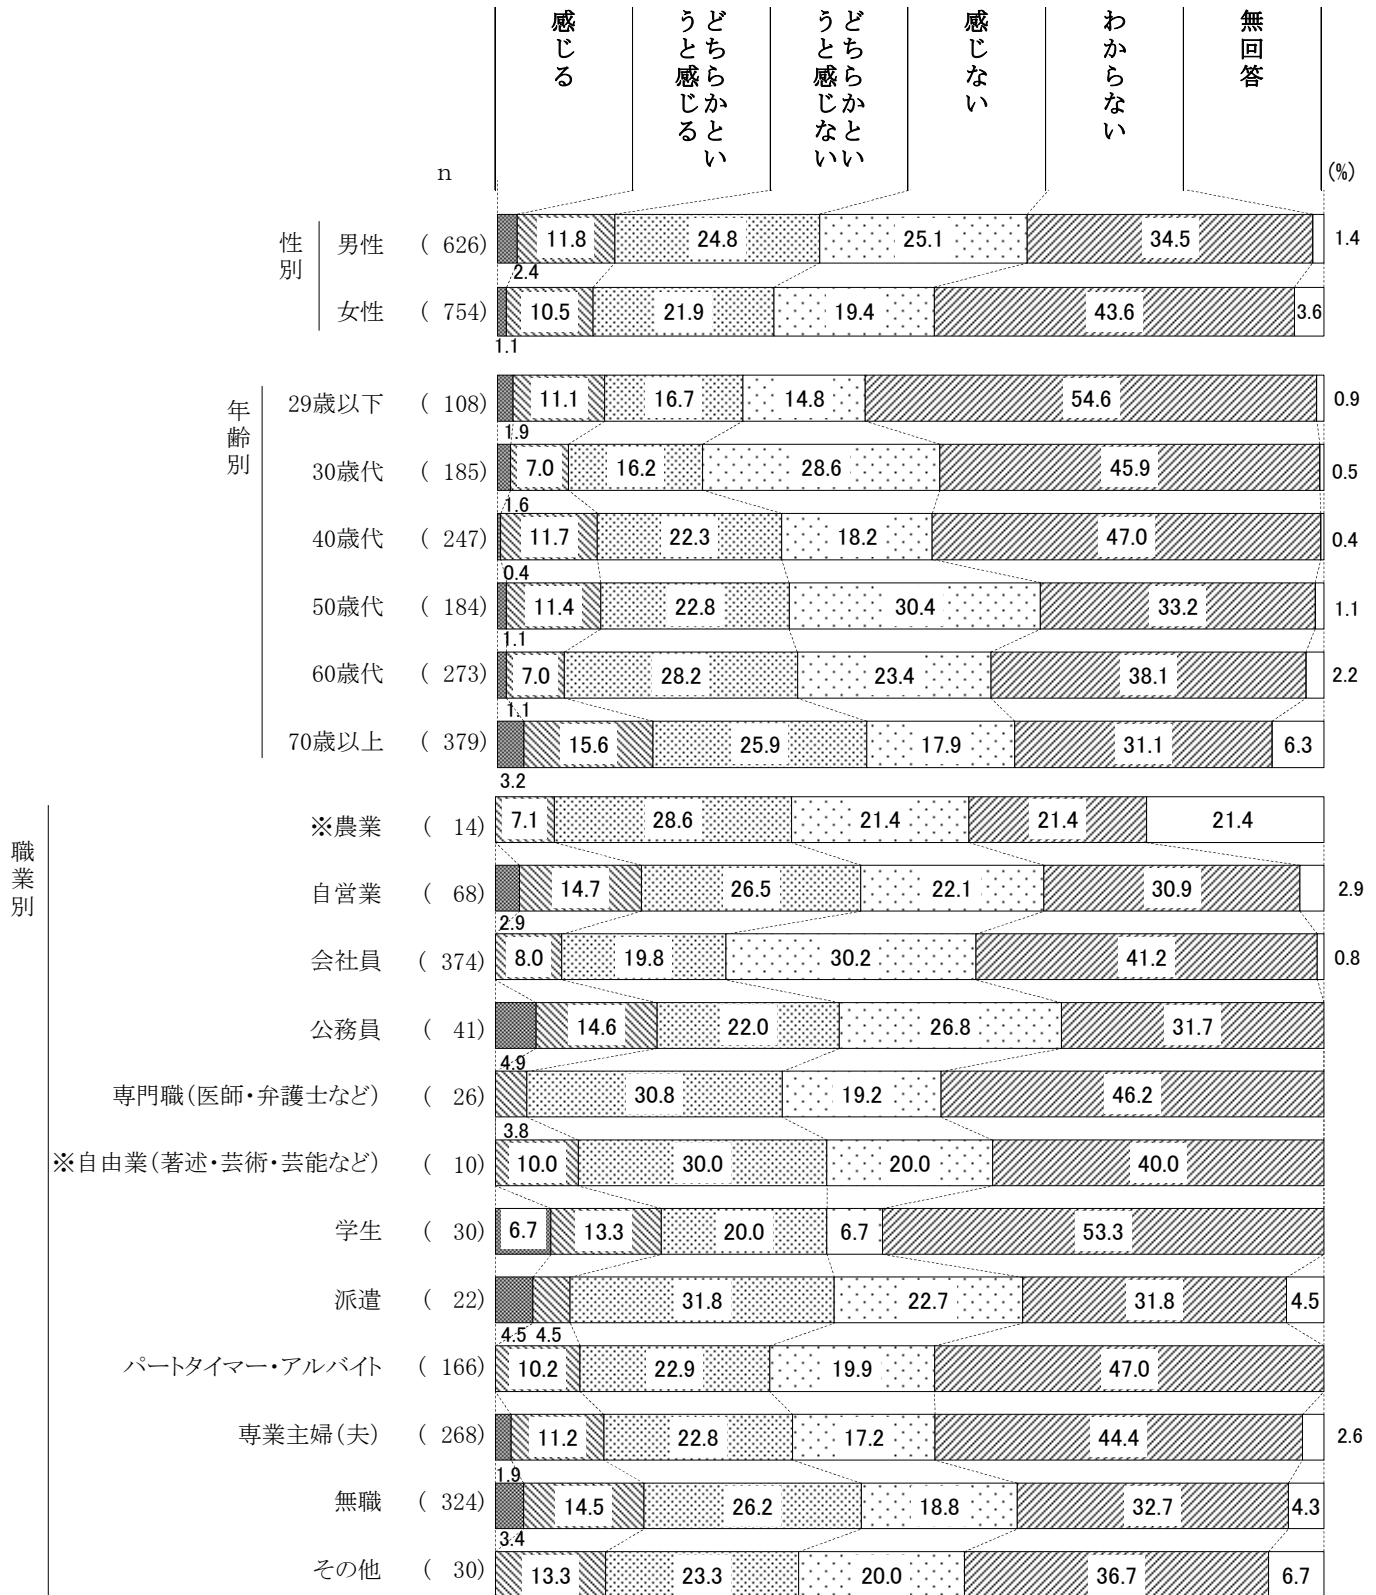 感じる
どちらかというと感じる
どちらかというと感じない
感じない
わからない
無回答
n
(%)
性別
男性 ( 626) 11.8 24.8 25.1 34.5 1.4
2.4
女性 ( 754) 10.5 21.9 19.4 43.6 3.6
1.1
年齢別
29歳以下 ( 108) 11.1 16.7 14.8 54.6 0.9
1.9
30歳代 ( 185) 7.0 16.2 28.6 45.9 0.5
1.6
40歳代 ( 247) 11.7 22.3 18.2 47.0 0.4
0.4
50歳代 ( 184) 11.4 22.8 30.4 33.2 1.1
1.1
60歳代 ( 273) 7.0 28.2 23.4 38.1 2.2
1.1
70歳以上 ( 379) 15.6 25.9 17.9 31.1 6.3
3.2
職業別
※農業 ( 14) 7.1 28.6 21.4 21.4 21.4
自営業 ( 68) 14.7 26.5 22.1 30.9 2.9
2.9
会社員 ( 374) 8.0 19.8 30.2 41.2 0.8
公務員 ( 41) 14.6 22.0 26.8 31.7
4.9
専門職(医師・弁護士など) ( 26) 30.8 19.2 46.2
3.8
※自由業(著述・芸術・芸能など) ( 10) 10.0 30.0 20.0 40.0
学生 ( 30) 6.7 13.3 20.0 6.7 53.3
派遣 ( 22) 31.8 22.7 31.8 4.5
4.5 4.5
パートタイマー・アルバイト ( 166) 10.2 22.9 19.9 47.0
専業主婦(夫) ( 268) 11.2 22.8 17.2 44.4 2.6
1.9
無職 ( 324) 14.5 26.2 18.8 32.7 4.3
3.4
その他 ( 30) 13.3 23.3 20.0 36.7 6.7